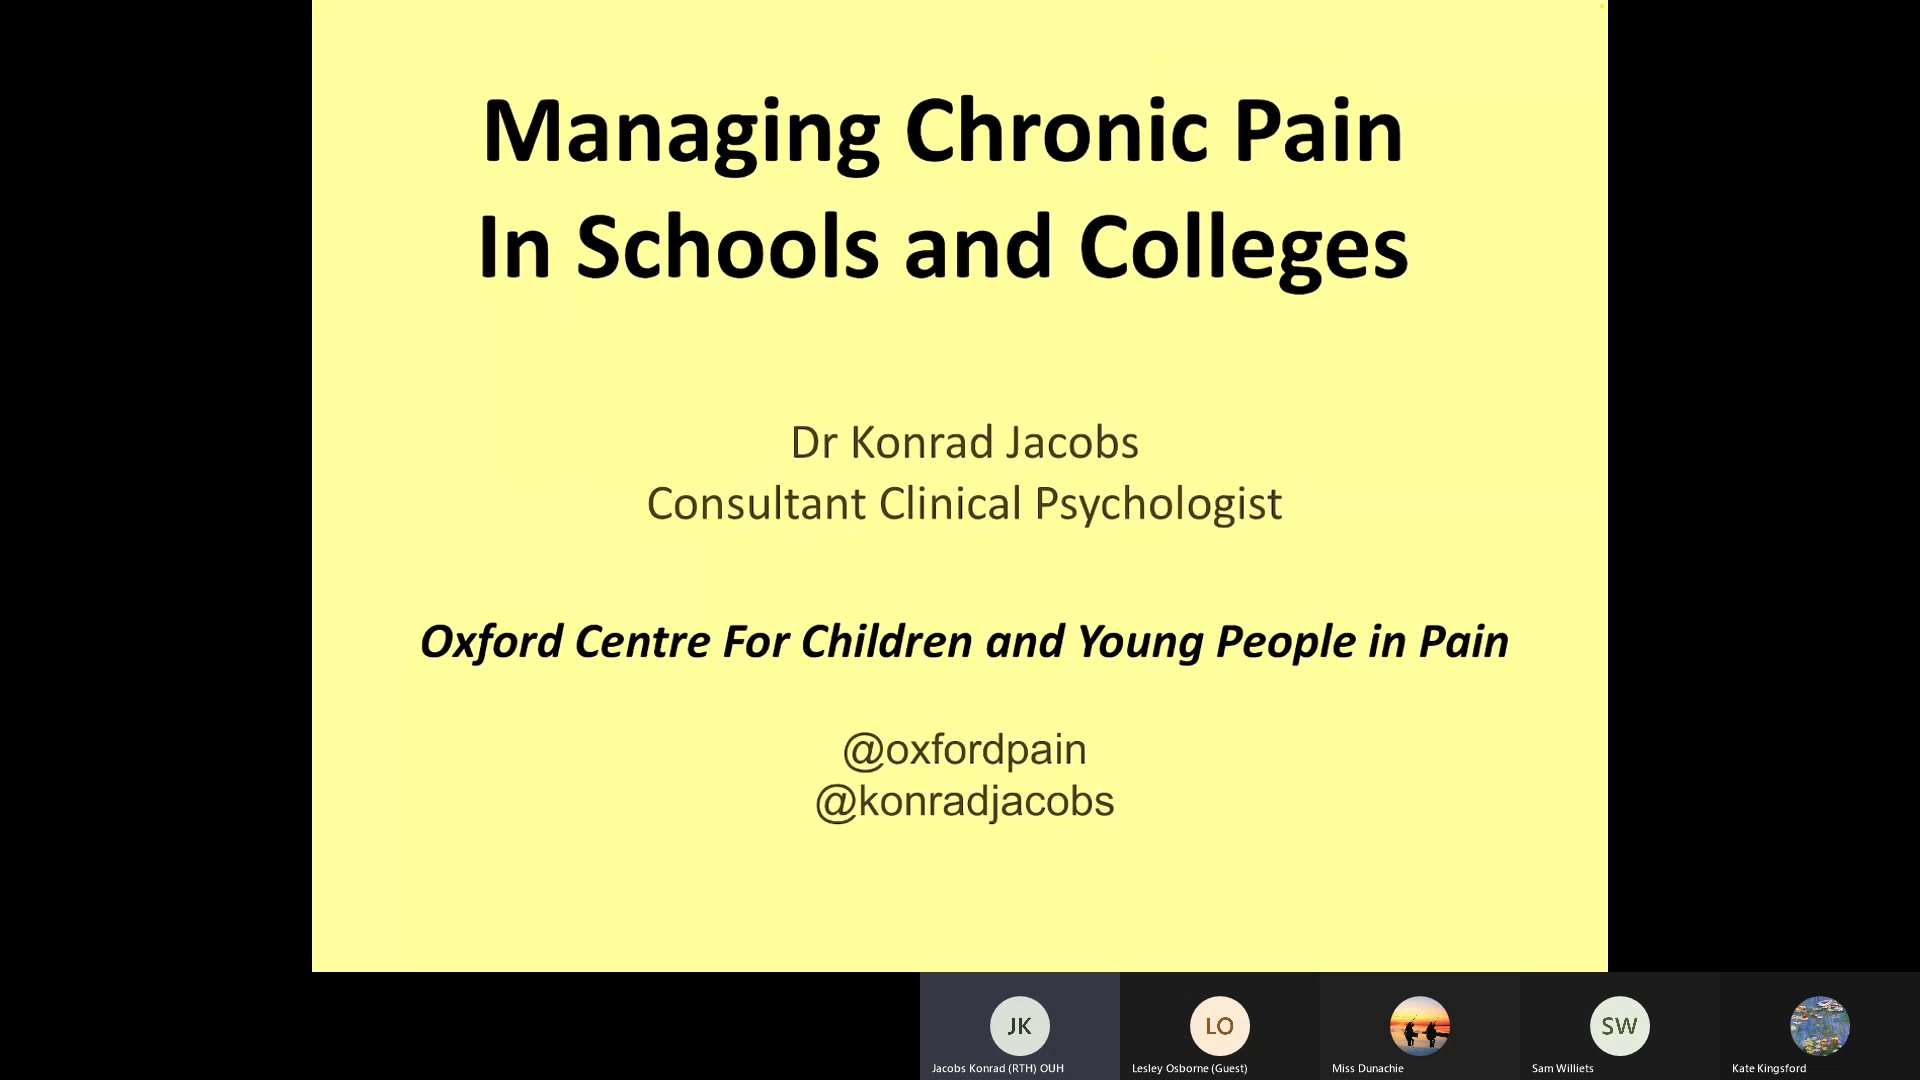 Managing Chronic Pain
In Schools and Colleges
Dr Konrad Jacobs
Consultant Clinical Psychologist
Oxford Centre For Children and Young People in Pain
@oxfordpain
@konradjacobs
JK
LO
SW
Jacobs Konrad (RTH) OUH
Lesley Osborne (Guest)
Miss Dunachie
Sam Williets
Kate Kingsford